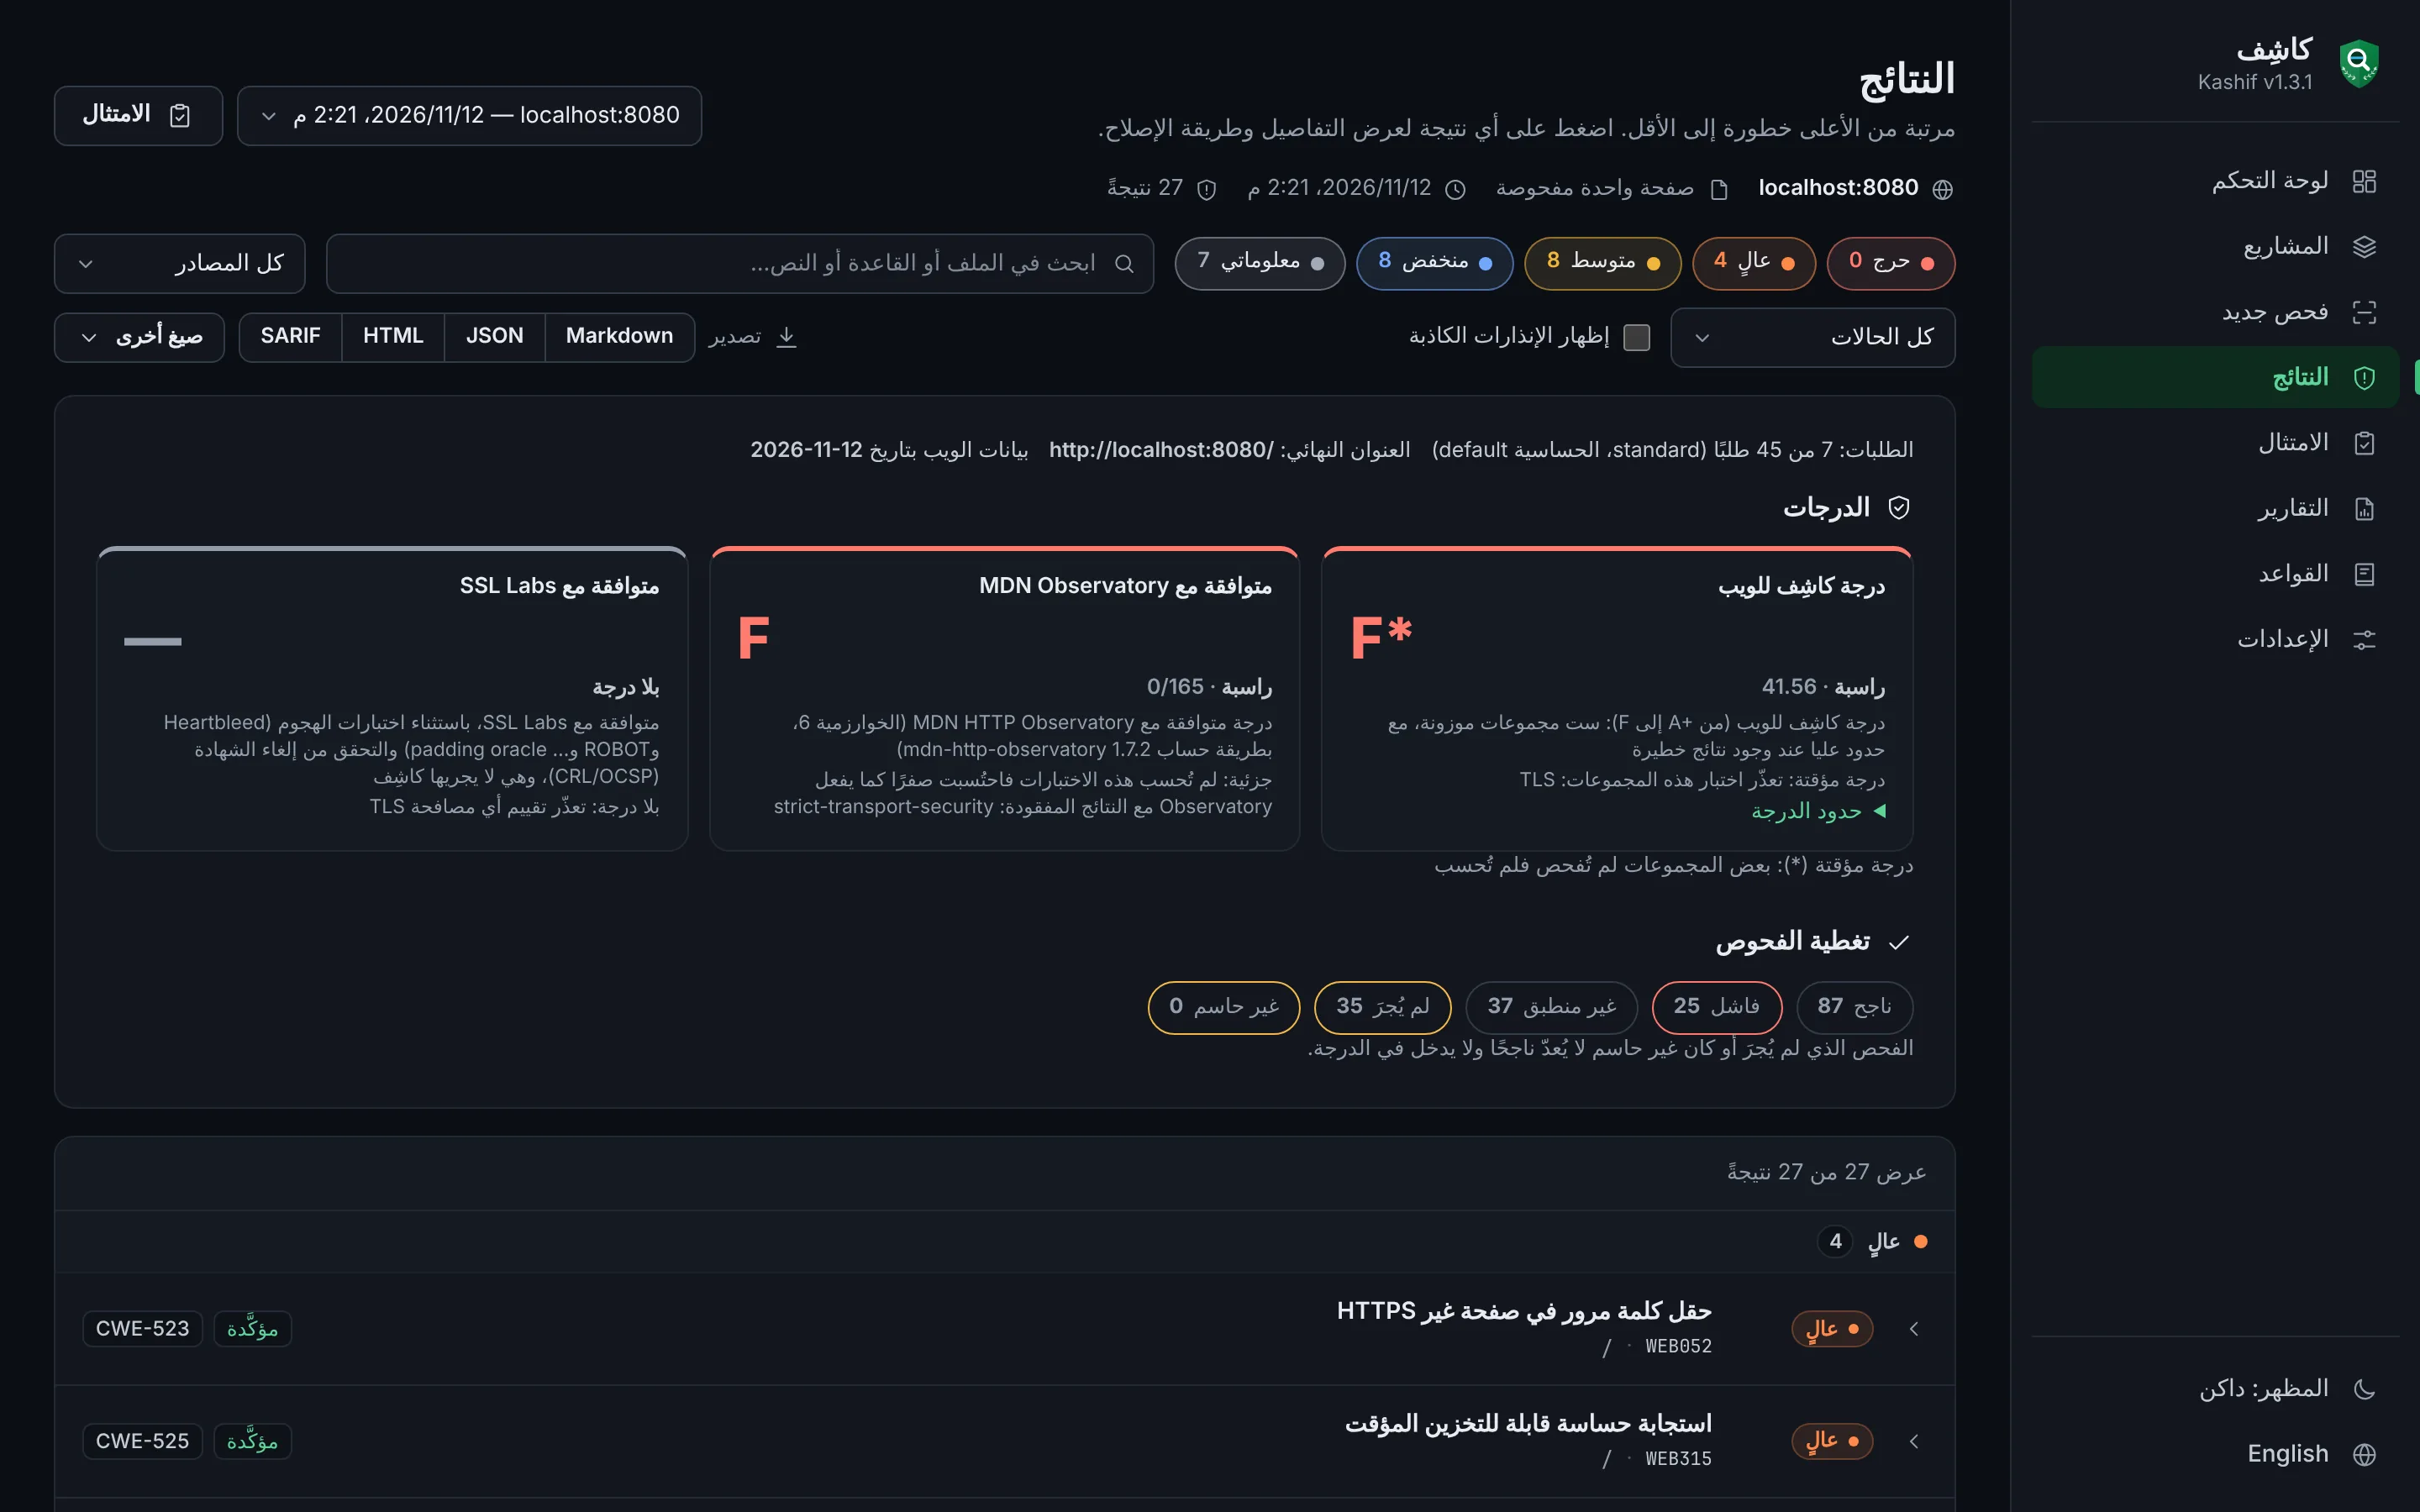 كاشِف
Kashif v1.3.1
لوحة التحكم
المشاريع
فحص جديد
النتائج
الامتثال
التقارير
القواعد
الإعدادات
المظهر: داكن
English
النتائج
مرتبة من الأعلى خطورة إلى الأقل. اضغط على أي نتيجة لعرض التفاصيل وطريقة الإصلاح.
localhost:8080 — 2026/11/12، 2:21 م
الامتثال
localhost:8080 صفحة واحدة مفحوصة 2026/11/12، 2:21 م 27 نتيجةً
حرج 0 عالٍ 4 متوسط 8 منخفض 8 معلوماتي 7
ابحث في الملف أو القاعدة أو النص...
كل المصادر
كل الحالات
إظهار الإنذارات الكاذبة
تصدير Markdown JSON HTML SARIF
صيغ أخرى
الطلبات: 7 من 45 طلبًا (standard، الحساسية default) العنوان النهائي: http://localhost:8080/ بيانات الويب بتاريخ 2026-11-12
الدرجات
درجة كاشِف للويب
F*
راسبة · 41.56
درجة كاشِف للويب (من A+ إلى F): ست مجموعات موزونة، مع
حدود عليا عند وجود نتائج خطيرة
درجة مؤقتة: تعذّر اختبار هذه المجموعات: TLS
حدود الدرجة
متوافقة مع MDN Observatory
F
راسبة · 0/165
درجة متوافقة مع MDN HTTP Observatory (الخوارزمية 6،
بطريقة حساب mdn-http-observatory 1.7.2)
جزئية: لم تُحسب هذه الاختبارات فاحتُسبت صفرًا كما يفعل
Observatory مع النتائج المفقودة: strict-transport-security
متوافقة مع SSL Labs
—
بلا درجة
متوافقة مع SSL Labs، باستثناء اختبارات الهجوم (Heartbleed
وROBOT و... padding oracle) والتحقق من إلغاء الشهادة
(CRL/OCSP)، وهي لا يجريها كاشِف
بلا درجة: تعذّر تقييم أي مصافحة TLS
درجة مؤقتة (*): بعض المجموعات لم تُفحص فلم تُحسب
تغطية الفحوص
ناجح 87 فاشل 25 غير منطبق 37 لم يُجرَ 35 غير حاسم 0
الفحص الذي لم يُجرَ أو كان غير حاسم لا يُعدّ ناجحًا ولا يدخل في الدرجة.
عرض 27 من 27 نتيجةً
عالٍ 4
عالٍ
حقل كلمة مرور في صفحة غير HTTPS
WEB052 · /
مؤكَّدة CWE-523
عالٍ
استجابة حساسة قابلة للتخزين المؤقت
WEB315 · /
مؤكَّدة CWE-525